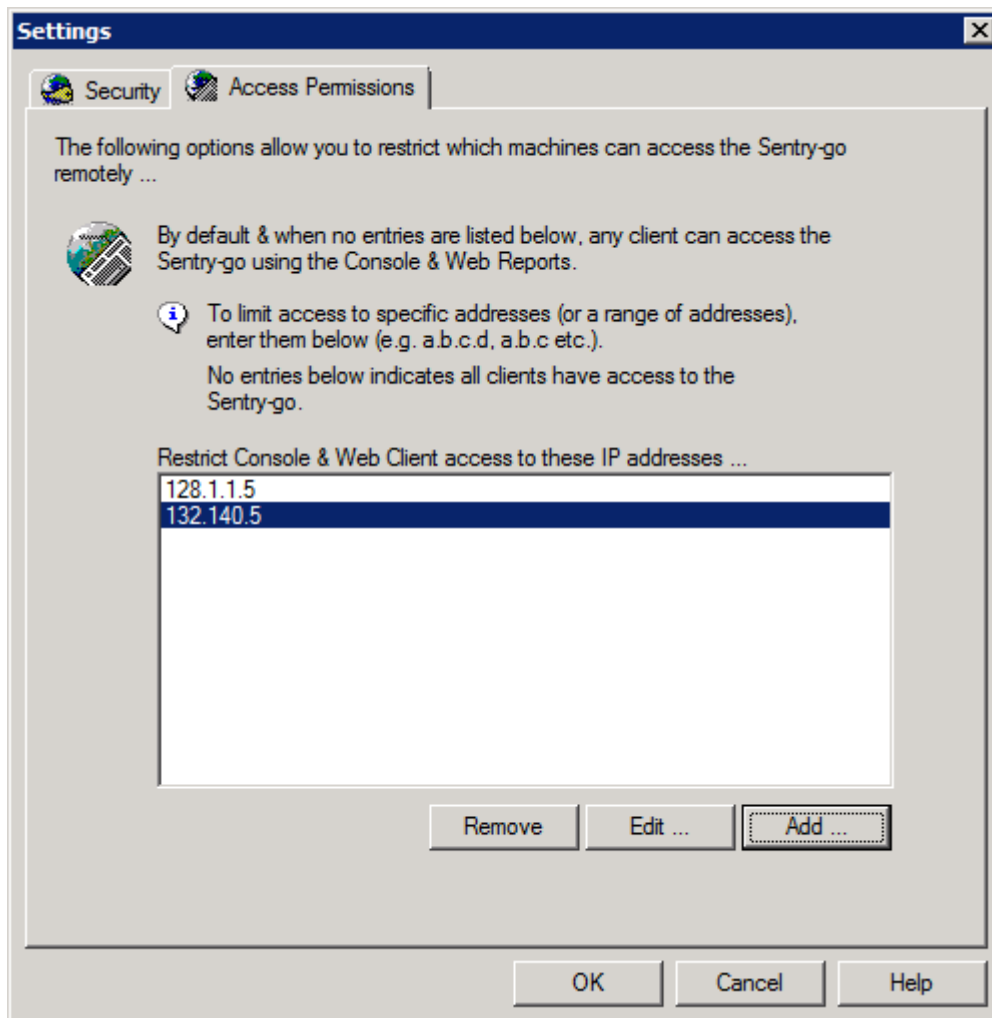 Settings
Security
Access Permissions
The following options allow you to restrict which machines can access the Sentry-go
remotely ...
By default & when no entries are listed below, any client can access the
Sentry-go using the Console & Web Reports.
To limit access to specific addresses (or a range of addresses),
enter them below (e.g. a.b.c.d, a.b.c etc.).
No entries below indicates all clients have access to the
Sentry-go.
Restrict Console & Web Client access to these IP addresses ...
128.1.1.5
132.140.5
Remove
Edit ...
Add ...
OK
Cancel
Help